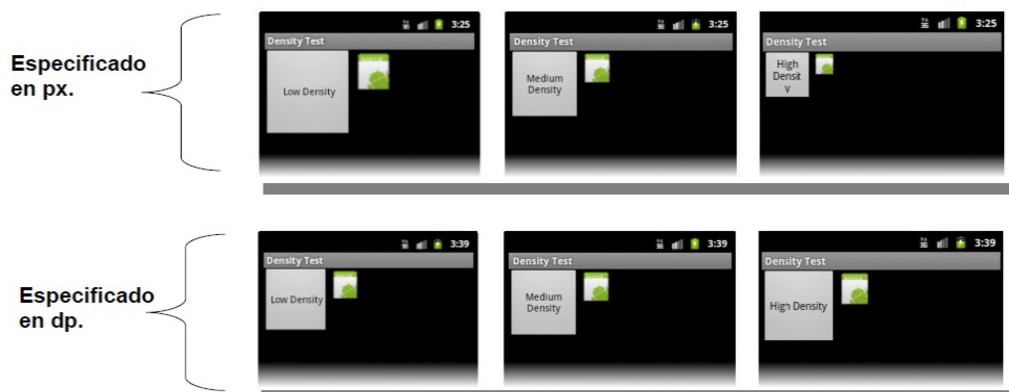 Especificado
en px.
3:25
Density Test
Low Density
3:25
Density Test
Medium
Density
3:25
Density Test
High
Densit
y
Especificado
en dp.
3:39
Density Test
Low Density
3:39
Density Test
Medium
Density
3:39
Density Test
High Density